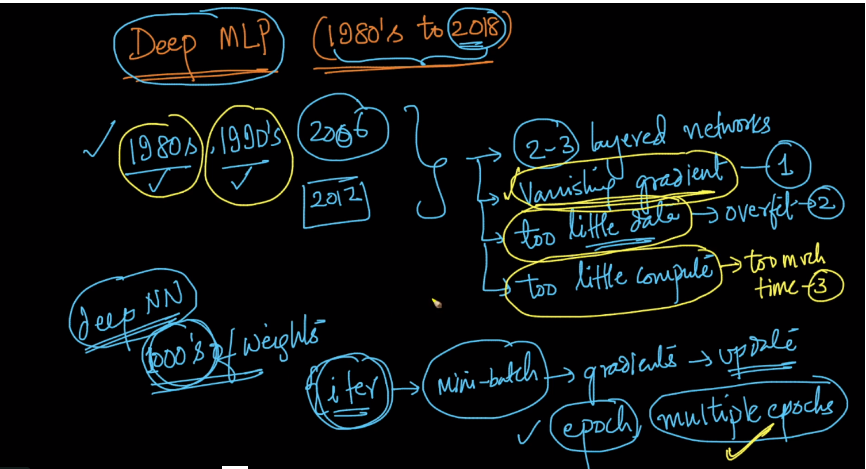 Deep MLP (1980's to 2018)
1980s, 1990's 2006
2012
→ 2-3 layered networks
→ Vanishing gradient — 1
→ too little data → overfit → 2
→ too little compute → too much
time → 3
deep NN
1000's of weights
iter → mini-batch → gradients → update
epoch, multiple epochs